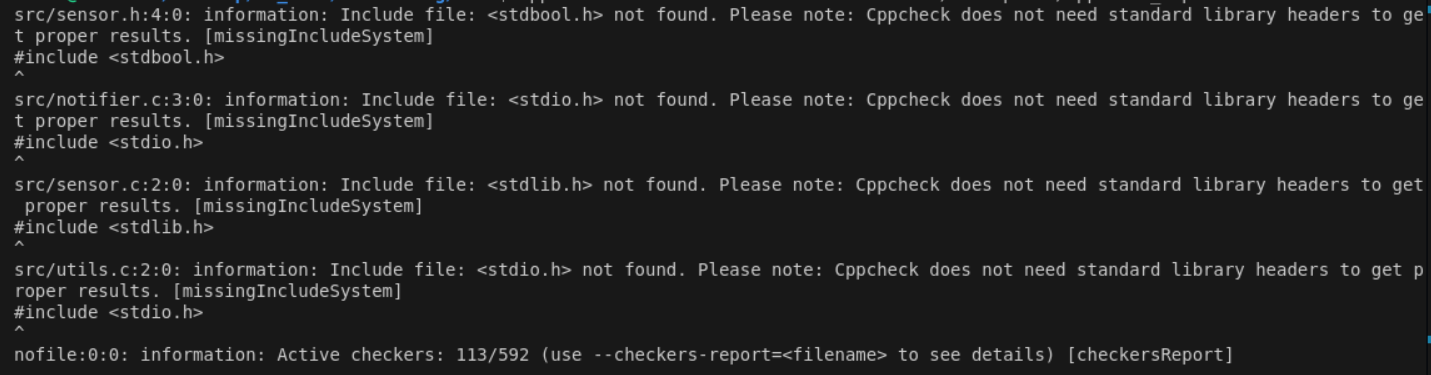 src/sensor.h:4:0: information: Include file: <stdbool.h> not found. Please note: Cppcheck does not need standard library headers to ge
t proper results. [missingIncludeSystem]
#include <stdbool.h>
^
src/notifier.c:3:0: information: Include file: <stdio.h> not found. Please note: Cppcheck does not need standard library headers to ge
t proper results. [missingIncludeSystem]
#include <stdio.h>
^
src/sensor.c:2:0: information: Include file: <stdlib.h> not found. Please note: Cppcheck does not need standard library headers to get
 proper results. [missingIncludeSystem]
#include <stdlib.h>
^
src/utils.c:2:0: information: Include file: <stdio.h> not found. Please note: Cppcheck does not need standard library headers to get p
roper results. [missingIncludeSystem]
#include <stdio.h>
^
nofile:0:0: information: Active checkers: 113/592 (use --checkers-report=<filename> to see details) [checkersReport]